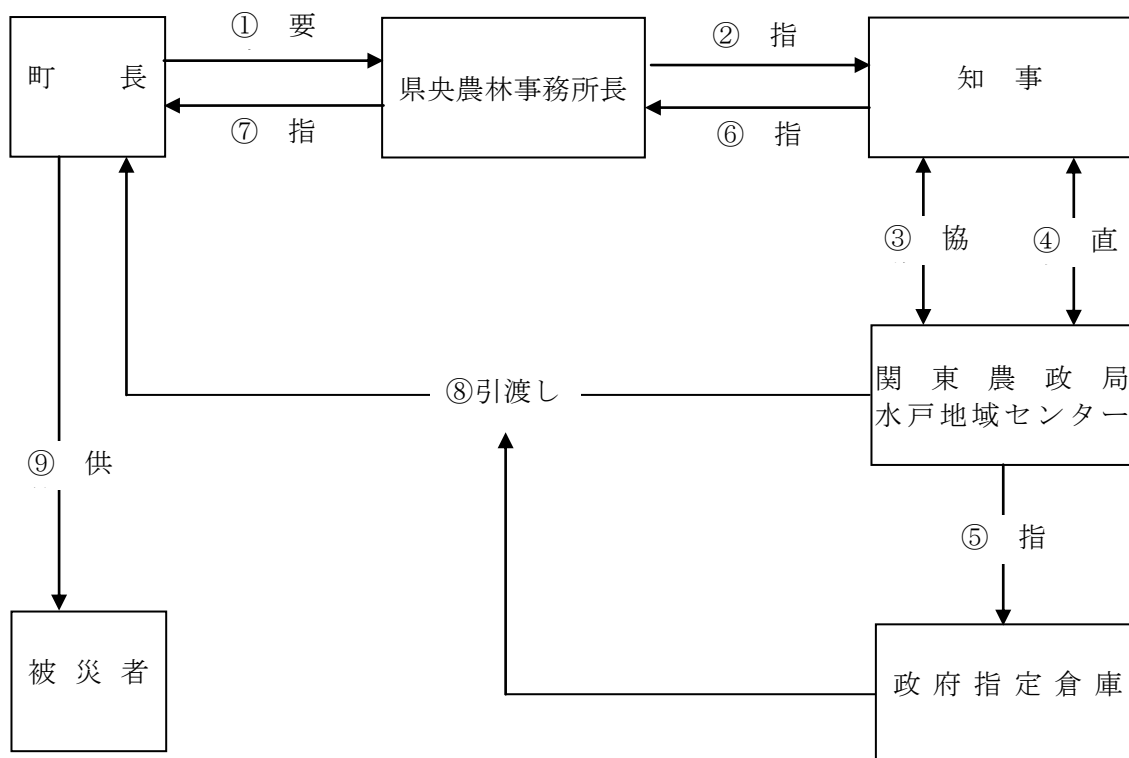 ① 要
② 指
町 長
県央農林事務所長
知 事
⑦ 指
⑥ 指
③ 協
④ 直
⑧引渡し
関東農政局
水戸地域センター
⑨ 供
⑤ 指
被災者
政府指定倉庫